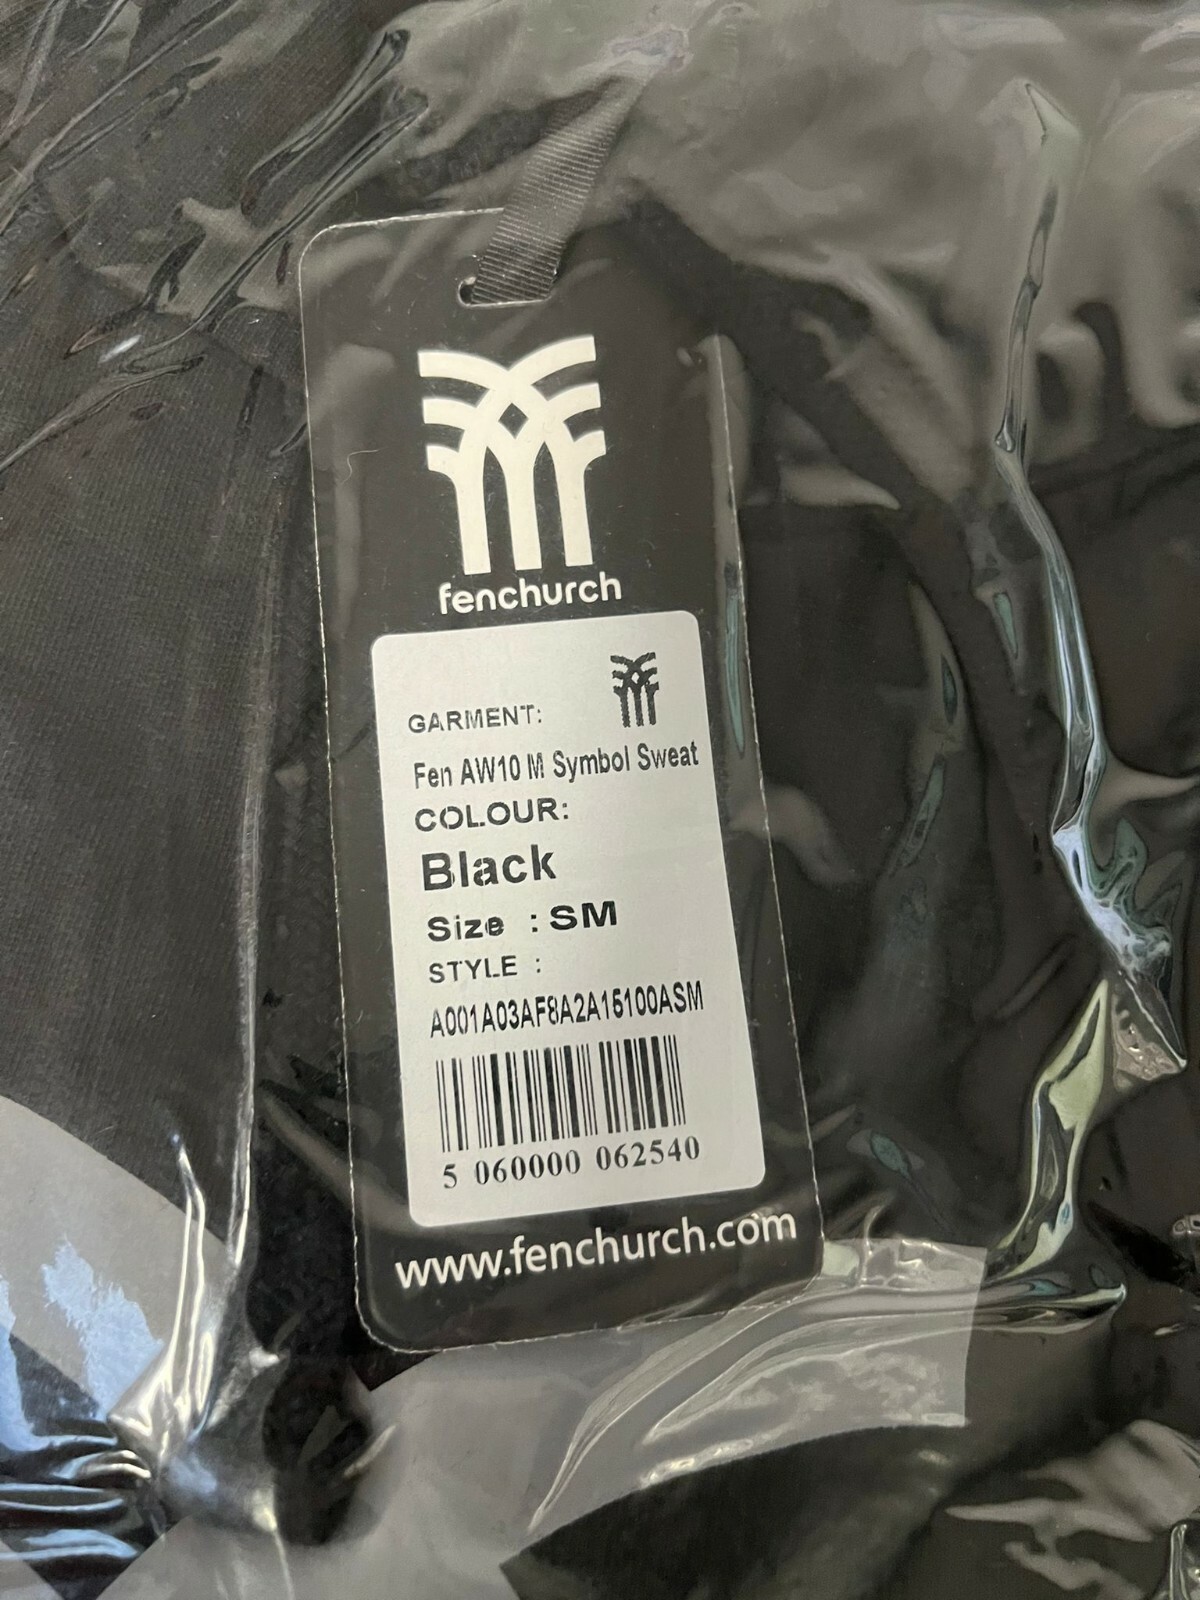 fenchurch
GARMENT:
Fen AW10 M Symbol Sweat
COLOUR:
Black
Size : SM
STYLE :
A001A03AF8A2A15100ASM
5 060000 062540
www.fenchurch.com